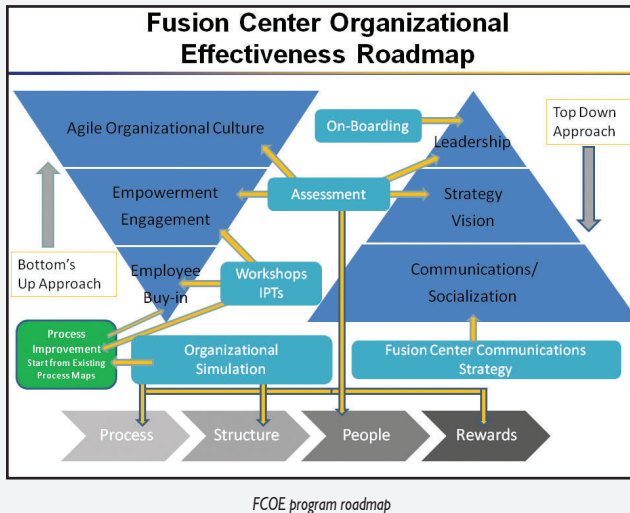 Fusion Center Organizational
Effectiveness Roadmap
Agile Organizational Culture
On-Boarding
Leadership
Top Down
Approach
Empowerment
Engagement
Assessment
Strategy
Vision
Bottom's
Up Approach
Employee
Buy-in
Workshops
IPTs
Communications/
Socialization
Process
Improvement
Start from Existing
Process Maps
Organizational
Simulation
Fusion Center Communications
Strategy
Process
Structure
People
Rewards
FCOE program roadmap